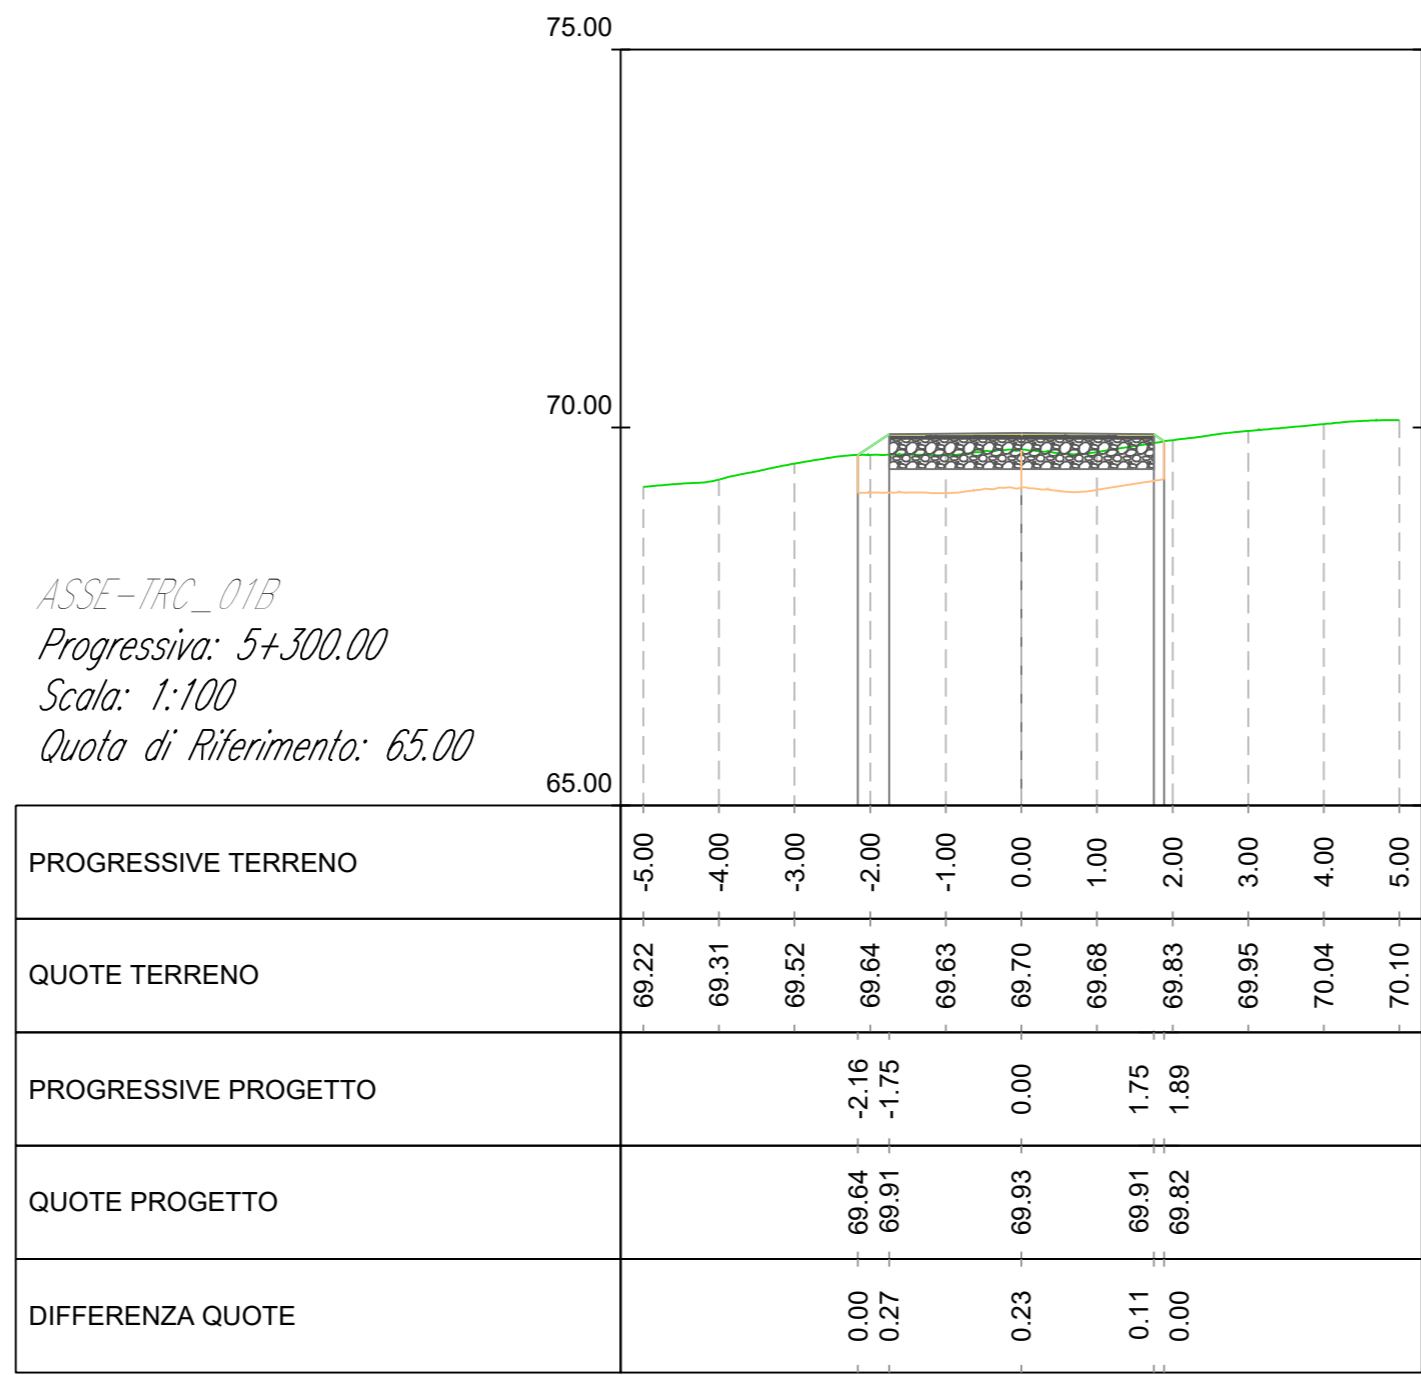 75.00
70.00
ASSE-TRC_01B
Progressiva: 5+300.00
Scala: 1:100
Quota di Riferimento: 65.00
65.00
PROGRESSIVE TERRENO -5.00 -4.00 -3.00 -2.00 -1.00 0.00 1.00 2.00 3.00 4.00 5.00
QUOTE TERRENO 69.22 69.31 69.52 69.64 69.63 69.70 69.68 69.83 69.95 70.04 70.10
PROGRESSIVE PROGETTO -2.16 -1.75 0.00 1.75 1.89
QUOTE PROGETTO 69.64 69.91 69.93 69.91 69.82
DIFFERENZA QUOTE 0.00 0.27 0.23 0.11 0.00